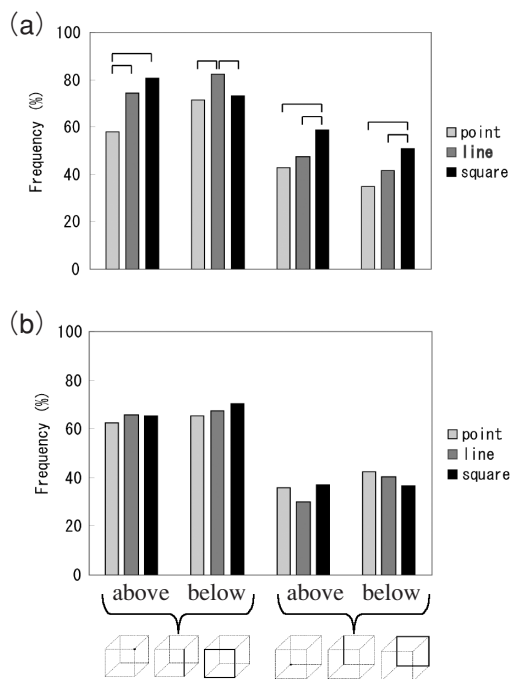 (a)
100
80
60
40
20
0
Frequency (%)
point
line
square
(b)
100
80
60
40
20
0
Frequency (%)
point
line
square
above below above below